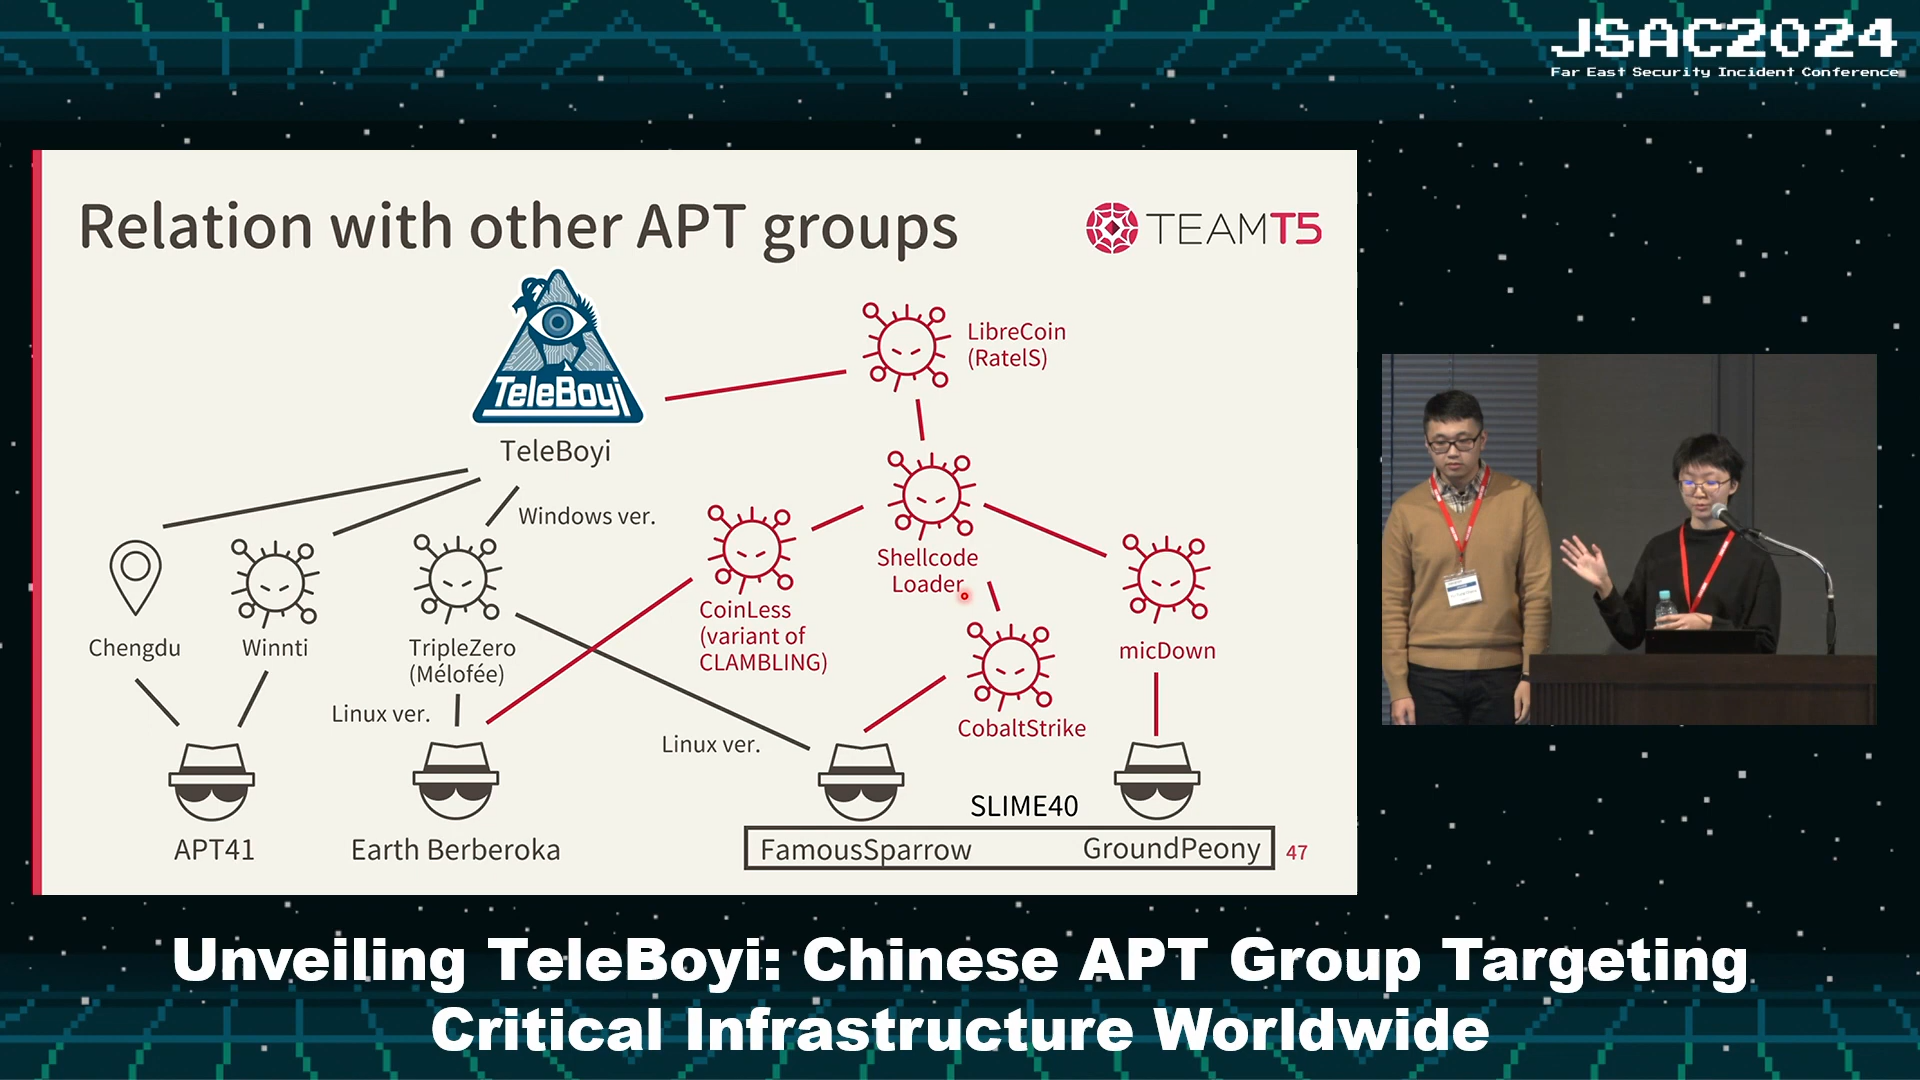 JSAC2024
Far East Security Incident Conference
Relation with other APT groups
TEAMT5
TeleBoyi
TeleBoyi
LibreCoin
(RatelS)
Windows ver.
Shellcode
Loader
CoinLess
(variant of
CLAMBLING)
Chengdu
Winnti
TripleZero
(Mélofée)
micDown
Linux ver.
Linux ver.
CobaltStrike
SLIME40
APT41
Earth Berberoka
FamousSparrow
GroundPeony
47
Unveiling TeleBoyi: Chinese APT Group Targeting
Critical Infrastructure Worldwide